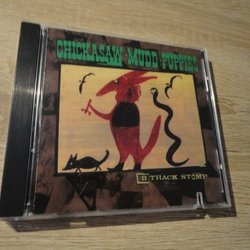 CHICKASAW MUDD PUPPIES
8 TRACK STOMP